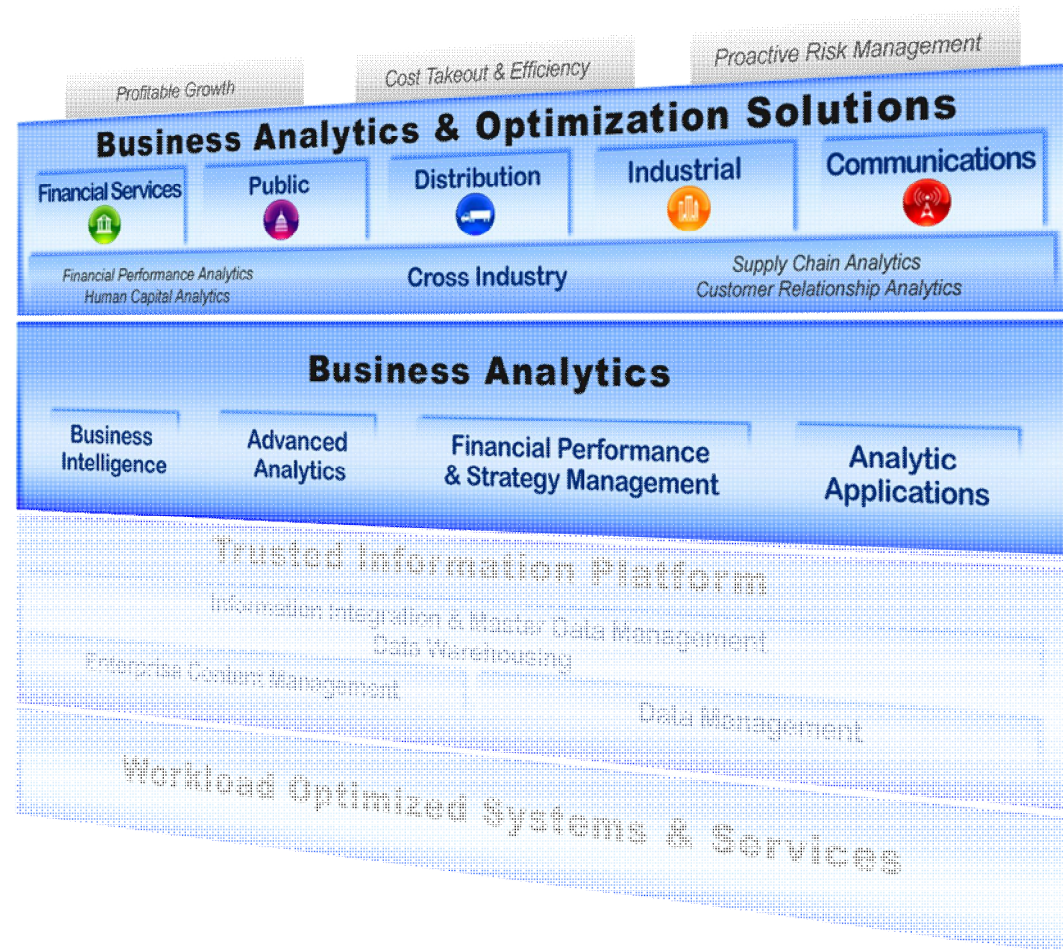 Profitable Growth
Cost Takeout & Efficiency
Proactive Risk Management
Business Analytics & Optimization Solutions
Financial Services
Public
Distribution
Industrial
Communications
Financial Performance Analytics
Human Capital Analytics
Cross Industry
Supply Chain Analytics
Customer Relationship Analytics
Business Analytics
Business
Intelligence
Advanced
Analytics
Financial Performance
& Strategy Management
Analytic
Applications
Trusted Information Platform
Information Integration & Master Data Management
Data Warehousing
Enterprise Content Management
Data Management
Workload Optimized Systems & Services